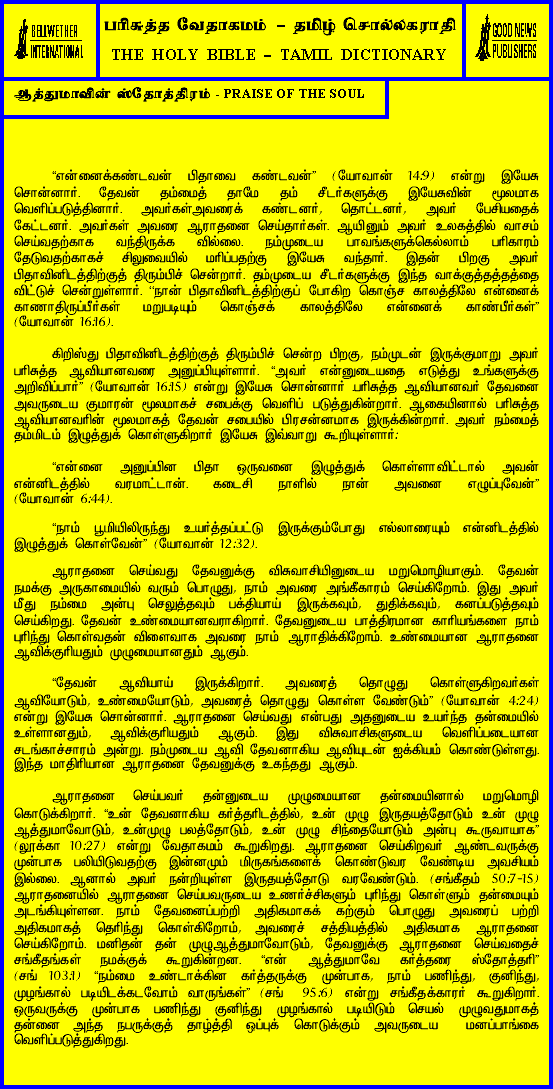 BELLWETHER
INTERNATIONAL
பரிசுத்த வேதாகமம் – தமிழ் சொல்லகராதி
THE HOLY BIBLE – TAMIL DICTIONARY
GOOD NEWS
PUBLISHERS
ஆத்துமாவின் ஸ்தோத்திரம் - PRAISE OF THE SOUL
“என்னைக்கண்டவன் பிதாவை கண்டவன்” (யோவான் 14:9) என்று இயேசு
சொன்னார். தேவன் தம்மைத் தாமே தம் சீடர்களுக்கு இயேசுவின் மூலமாக
வெளிப்படுத்தினார். அவர்கள்அவரைக் கண்டனர், தொட்டனர், அவர் பேசியதைக்
கேட்டனர். அவர்கள் அவரை ஆராதனை செய்தார்கள். ஆயினும் அவர் உலகத்தில் வாசம்
செய்வதற்காக வந்திருக்க வில்லை. நம்முடைய பாவங்களுக்கெல்லாம் பரிகாரம்
தேடுவதற்காகச் சிலுவையில் மரிப்பதற்கு இயேசு வந்தார். இதன் பிறகு அவர்
பிதாவினிடத்திற்குத் திரும்பிச் சென்றார். தம்முடைய சீடர்களுக்கு இந்த வாக்குத்தத்தத்தை
விட்டுச் சென்றுள்ளார். “நான் பிதாவினிடத்திற்குப் போகிற கொஞ்ச காலத்திலே என்னைக்
காணாதிருப்பீர்கள் மறுபடியும் கொஞ்சக் காலத்திலே என்னைக் காண்பீர்கள்”
(யோவான் 16:16).
கிறிஸ்து பிதாவினிடத்திற்குத் திரும்பிச் சென்ற பிறகு, நம்முடன் இருக்குமாறு அவர்
பரிசுத்த ஆவியானவரை அனுப்பியுள்ளார். “அவர் என்னுடையதை எடுத்து உங்களுக்கு
அறிவிப்பார்” (யோவான் 16:15) என்று இயேசு சொன்னார் .பரிசுத்த ஆவியானவர் தேவனை
அவருடைய குமாரன் மூலமாகச் சபைக்கு வெளிப் படுத்துகின்றார். ஆகையினால் பரிசுத்த
ஆவியானவரின் மூலமாகத் தேவன் சபையில் பிரசன்னமாக இருக்கின்றார். அவர் நம்மைத்
தம்மிடம் இழுத்துக் கொள்ளுகிறார் இயேசு இவ்வாறு கூறியுள்ளார்:
“என்னை அனுப்பின பிதா ஒருவனை இழுத்துக் கொள்ளாவிட்டால் அவன்
என்னிடத்தில் வரமாட்டான். கடைசி நாளில் நான் அவனை எழுப்புவேன்”
(யோவான் 6:44).
“நாம் பூமியிலிருந்து உயர்த்தப்பட்டு இருக்கும்போது எல்லாரையும் என்னிடத்தில்
இழுத்துக் கொள்வேன்” (யோவான் 12:32).
ஆராதனை செய்வது தேவனுக்கு விசுவாசியினுடைய மறுமொழியாகும். தேவன்
நமக்கு அருகாமையில் வரும் பொழுது, நாம் அவரை அங்கீகாரம் செய்கிறோம். இது அவர்
மீது நம்மை அன்பு செலுத்தவும் பக்தியாய் இருக்கவும், துதிக்கவும், கனப்படுத்தவும்
செய்கிறது. தேவன் உண்மையானவராகிறார். தேவனுடைய பாத்திரமான காரியங்களை நாம்
புரிந்து கொள்வதன் விளைவாக அவரை நாம் ஆராதிக்கிறோம். உண்மையான ஆராதனை
ஆவிக்குரியதும் முழுமையானதும் ஆகும்.
“தேவன் ஆவியாய் இருக்கிறார். அவரைத் தொழுது கொள்ளுகிறவர்கள்
ஆவியோடும், உண்மையோடும், அவரைத் தொழுது கொள்ள வேண்டும்” (யோவான் 4:24)
என்று இயேசு சொன்னார். ஆராதனை செய்வது என்பது அதனுடைய உயர்ந்த தன்மையில்
உள்ளானதும், ஆவிக்குரியதும் ஆகும். இது விசுவாசிகளுடைய வெளிப்படையான
சடங்காச்சாரம் அன்று. நம்முடைய ஆவி தேவனாகிய ஆவியுடன் ஐக்கியம் கொண்டுள்ளது.
இந்த மாதிரியான ஆராதனை தேவனுக்கு உகந்தது ஆகும்.
ஆராதனை செய்பவர் தன்னுடைய முழுமையான தன்மையினால் மறுமொழி
கொடுக்கிறார். “உன் தேவனாகிய கர்த்தரிடத்தில், உன் முழு இருதயத்தோடும் உன் முழு
ஆத்துமாவோடும், உன்முழு பலத்தோடும், உன் முழு சிந்தையோடும் அன்பு கூருவாயாக”
(லூக்கா 10:27) என்று வேதாகமம் கூறுகிறது. ஆராதனை செய்கிறவர் ஆண்டவருக்கு
முன்பாக பலியிடுவதற்கு இன்னமும் மிருகங்களைக் கொண்டுவர வேண்டிய அவசியம்
இல்லை. ஆனால் அவர் நன்றியுள்ள இருதயத்தோடு வரவேண்டும். (சங்கீதம் 50:7-15)
ஆராதனையில் ஆராதனை செய்பவருடைய உணர்ச்சிகளும் புரிந்து கொள்ளும் தன்மையும்
அடங்கியுள்ளன. நாம் தேவனைப்பற்றி அதிகமாகக் கற்கும் பொழுது அவரைப் பற்றி
அதிகமாகத் தெரிந்து கொள்கிறோம், அவரைச் சத்தியத்தில் அதிகமாக ஆராதனை
செய்கிறோம். மனிதன் தன் முழுஆத்துமாவோடும், தேவனுக்கு ஆராதனை செய்வதைச்
சங்கீதங்கள் நமக்குக் கூறுகின்றன. “என் ஆத்துமாவே கர்த்தரை ஸ்தோத்தரி”
(சங் 103:1) “நம்மை உண்டாக்கின கர்த்தருக்கு முன்பாக, நாம் பணிந்து, குனிந்து,
முழங்கால் படியிடக்கடவோம் வாருங்கள்” (சங் 95:6) என்று சங்கீதக்காரர் கூறுகிறார்.
ஒருவருக்கு முன்பாக பணிந்து குனிந்து முழங்கால் படியிடும் செயல் முழுவதுமாகத்
தன்னை அந்த நபருக்குத் தாழ்த்தி ஒப்புக் கொடுக்கும் அவருடைய மனப்பாங்கை
வெளிப்படுத்துகிறது.